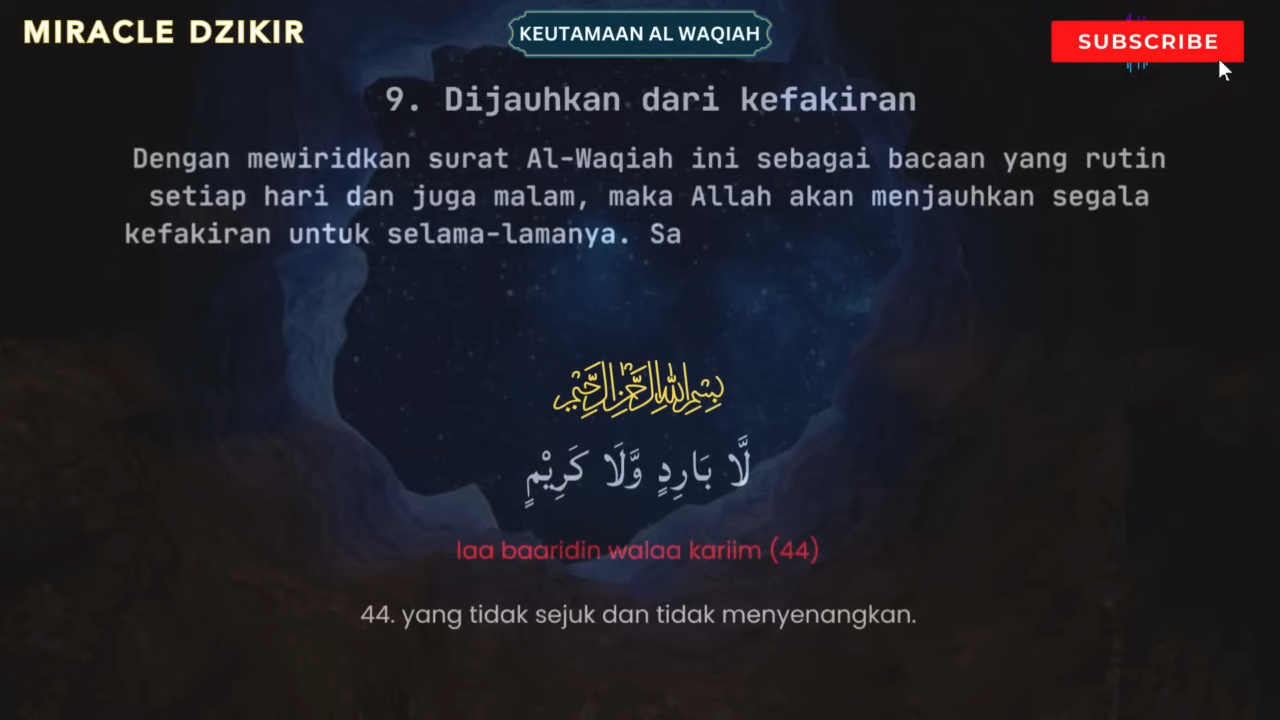 MIRACLE DZIKIR
KEUTAMAAN AL WAQIAH
SUBSCRIBE
9. Dijauhkan dari kefakiran
Dengan mewiridkan surat Al-Waqiah ini sebagai bacaan yang rutin
setiap hari dan juga malam, maka Allah akan menjauhkan segala
kefakiran untuk selama-lamanya. Sa
بِسْمِ اللهِ الرَّحْمٰنِ الرَّحِيْمِ
لَّا بَارِدٍ وَّلَا كَرِيْمٍ
laa baaridin walaa kariim (44)
44. yang tidak sejuk dan tidak menyenangkan.